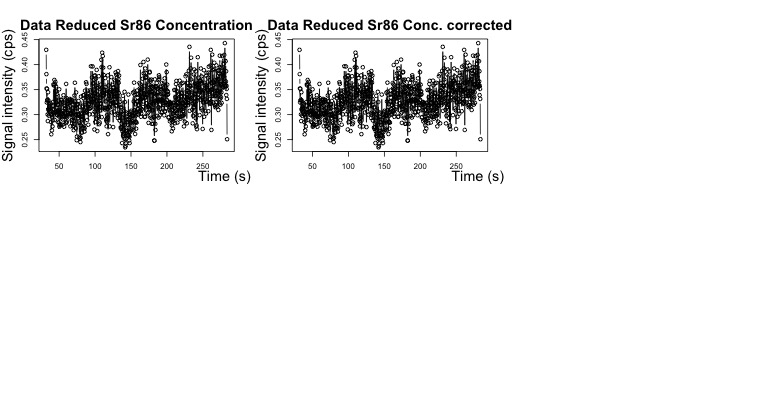 Data Reduced Sr86 Concentration
Signal intensity (cps)
0.45
0.40
0.35
0.30
0.25
50 100 150 200 250
Time (s)
Data Reduced Sr86 Conc. corrected
Signal intensity (cps)
0.45
0.40
0.35
0.30
0.25
50 100 150 200 250
Time (s)